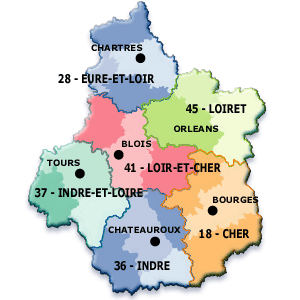 CHARTRES
28 - EURE-ET-LOIR
45 - LOIRET
ORLEANS
BLOIS
TOURS
41 - LOIR-ET-CHER
37 - INDRE-ET-LOIRE
BOURGES
CHATEAUROUX
18 - CHER
36 - INDRE